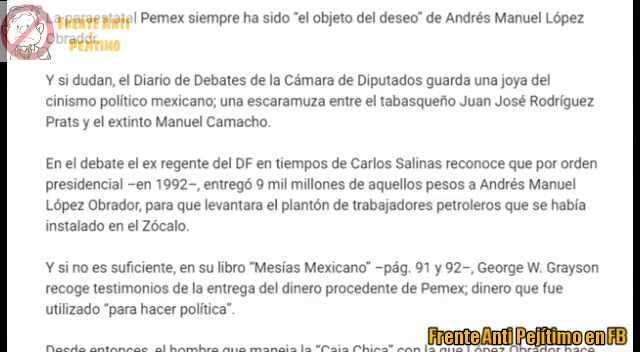 La paraestatal Pemex siempre ha sido "el objeto del deseo" de Andrés Manuel López
Obrador.
FRENTE ANTI
PEJÍTIMO
Y si dudan, el Diario de Debates de la Cámara de Diputados guarda una joya del
cinismo político mexicano; una escaramuza entre el tabasqueño Juan José Rodríguez
Prats y el extinto Manuel Camacho.
En el debate el ex regente del DF en tiempos de Carlos Salinas reconoce que por orden
presidencial –en 1992–, entregó 9 mil millones de aquellos pesos a Andrés Manuel
López Obrador, para que levantara el plantón de trabajadores petroleros que se había
instalado en el Zócalo.
Y si no es suficiente, en su libro "Mesías Mexicano" –pág. 91 y 92–, George W. Grayson
recoge testimonios de la entrega del dinero procedente de Pemex; dinero que fue
utilizado "para hacer política".
Frente Anti Pejítimo en FB
Desde entonces, el hombre que maneja la "Caja Chica" con la que López Obrador hace